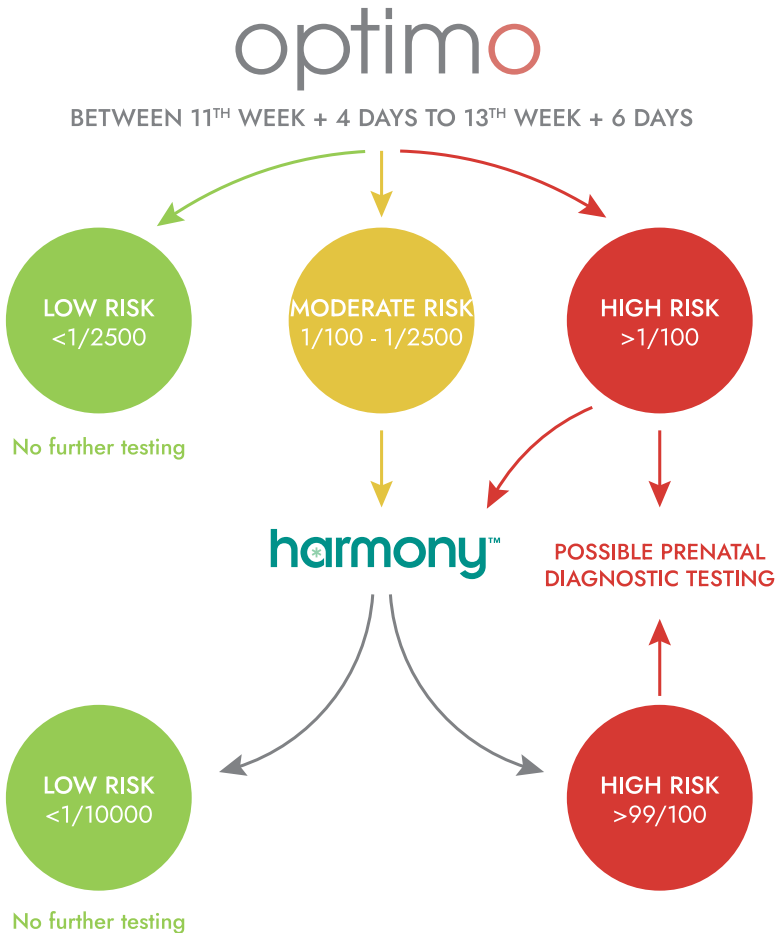 optimo
BETWEEN 11TH WEEK + 4 DAYS TO 13TH WEEK + 6 DAYS
LOW RISK
<1/2500
MODERATE RISK
1/100 - 1/2500
HIGH RISK
>1/100
No further testing
harmony™
POSSIBLE PRENATAL
DIAGNOSTIC TESTING
LOW RISK
<1/10000
HIGH RISK
>99/100
No further testing